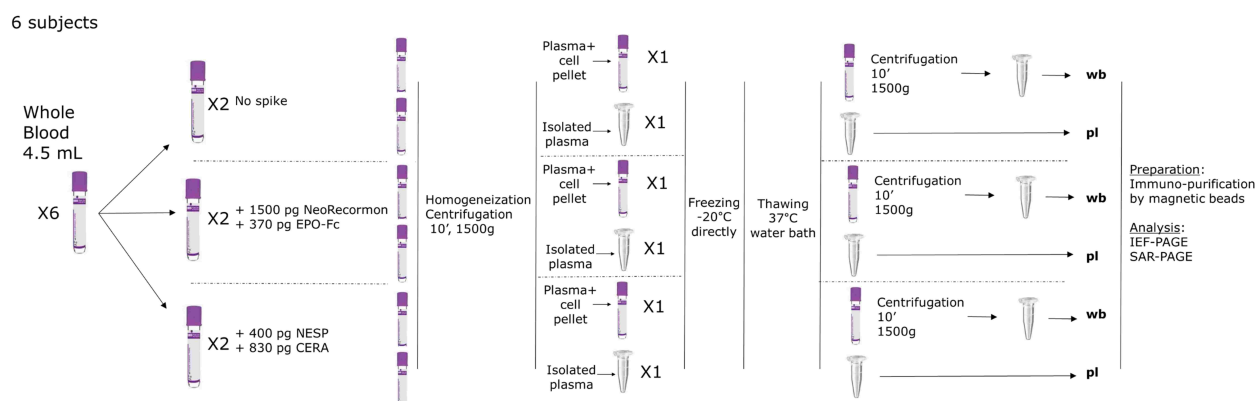 6 subjects
Whole
Blood
4.5 mL
X6
X2 No spike
X2 + 1500 pg NeoRecormon
+ 370 pg EPO-Fc
X2 + 400 pg NESP
+ 830 pg CERA
Homogeneization
Centrifugation
10’, 1500g
Plasma+
cell
pellet
X1
Isolated
plasma
X1
Plasma+
cell
pellet
X1
Isolated
plasma
X1
Plasma+
cell
pellet
X1
Isolated
plasma
X1
Freezing
-20°C
directly
Thawing
37°C
water bath
Centrifugation
10’
1500g
wb
pl
Centrifugation
10’
1500g
wb
pl
Centrifugation
10’
1500g
wb
pl
Preparation:
Immuno-purification
by magnetic beads
Analysis:
IEF-PAGE
SAR-PAGE